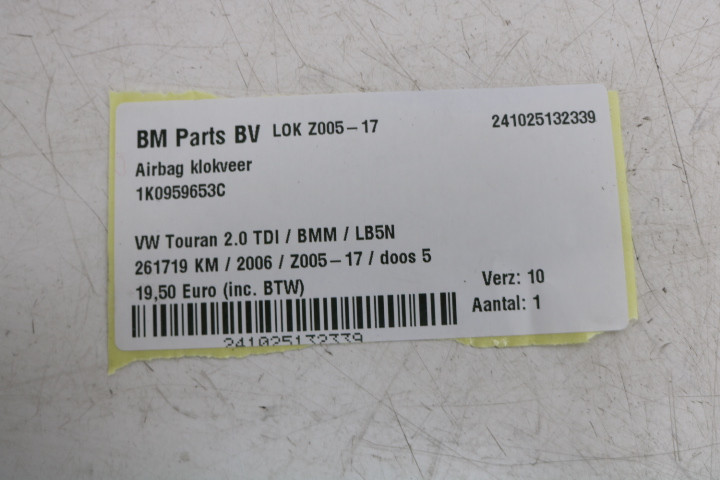 BM Parts BV LOK Z005-17 241025132339
Airbag klokveer
1K0959653C
VW Touran 2.0 TDI / BMM / LB5N
261719 KM / 2006 / Z005-17 / doos 5
19,50 Euro (inc. BTW) Verz: 10
Aantal: 1
241025132339